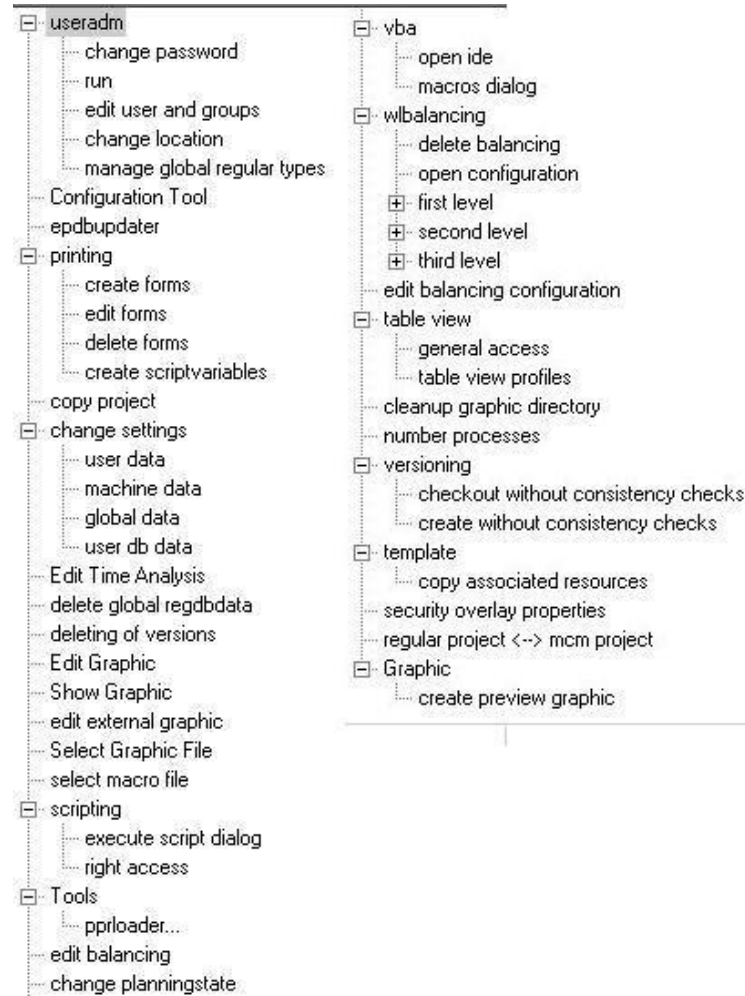 useradm
change password
run
edit user and groups
change location
manage global regular types
Configuration Tool
epdbupdater
printing
create forms
edit forms
delete forms
create scriptvariables
copy project
change settings
user data
machine data
global data
user db data
Edit Time Analysis
delete global regdbdata
deleting of versions
Edit Graphic
Show Graphic
edit external graphic
Select Graphic File
select macro file
scripting
execute script dialog
right access
Tools
pprloader...
edit balancing
change planningstate
vba
open ide
macros dialog
wlbalancing
delete balancing
open configuration
first level
second level
third level
edit balancing configuration
table view
general access
table view profiles
cleanup graphic directory
number processes
versioning
checkout without consistency checks
create without consistency checks
template
copy associated resources
security overlay properties
regular project <--> mcm project
Graphic
create preview graphic